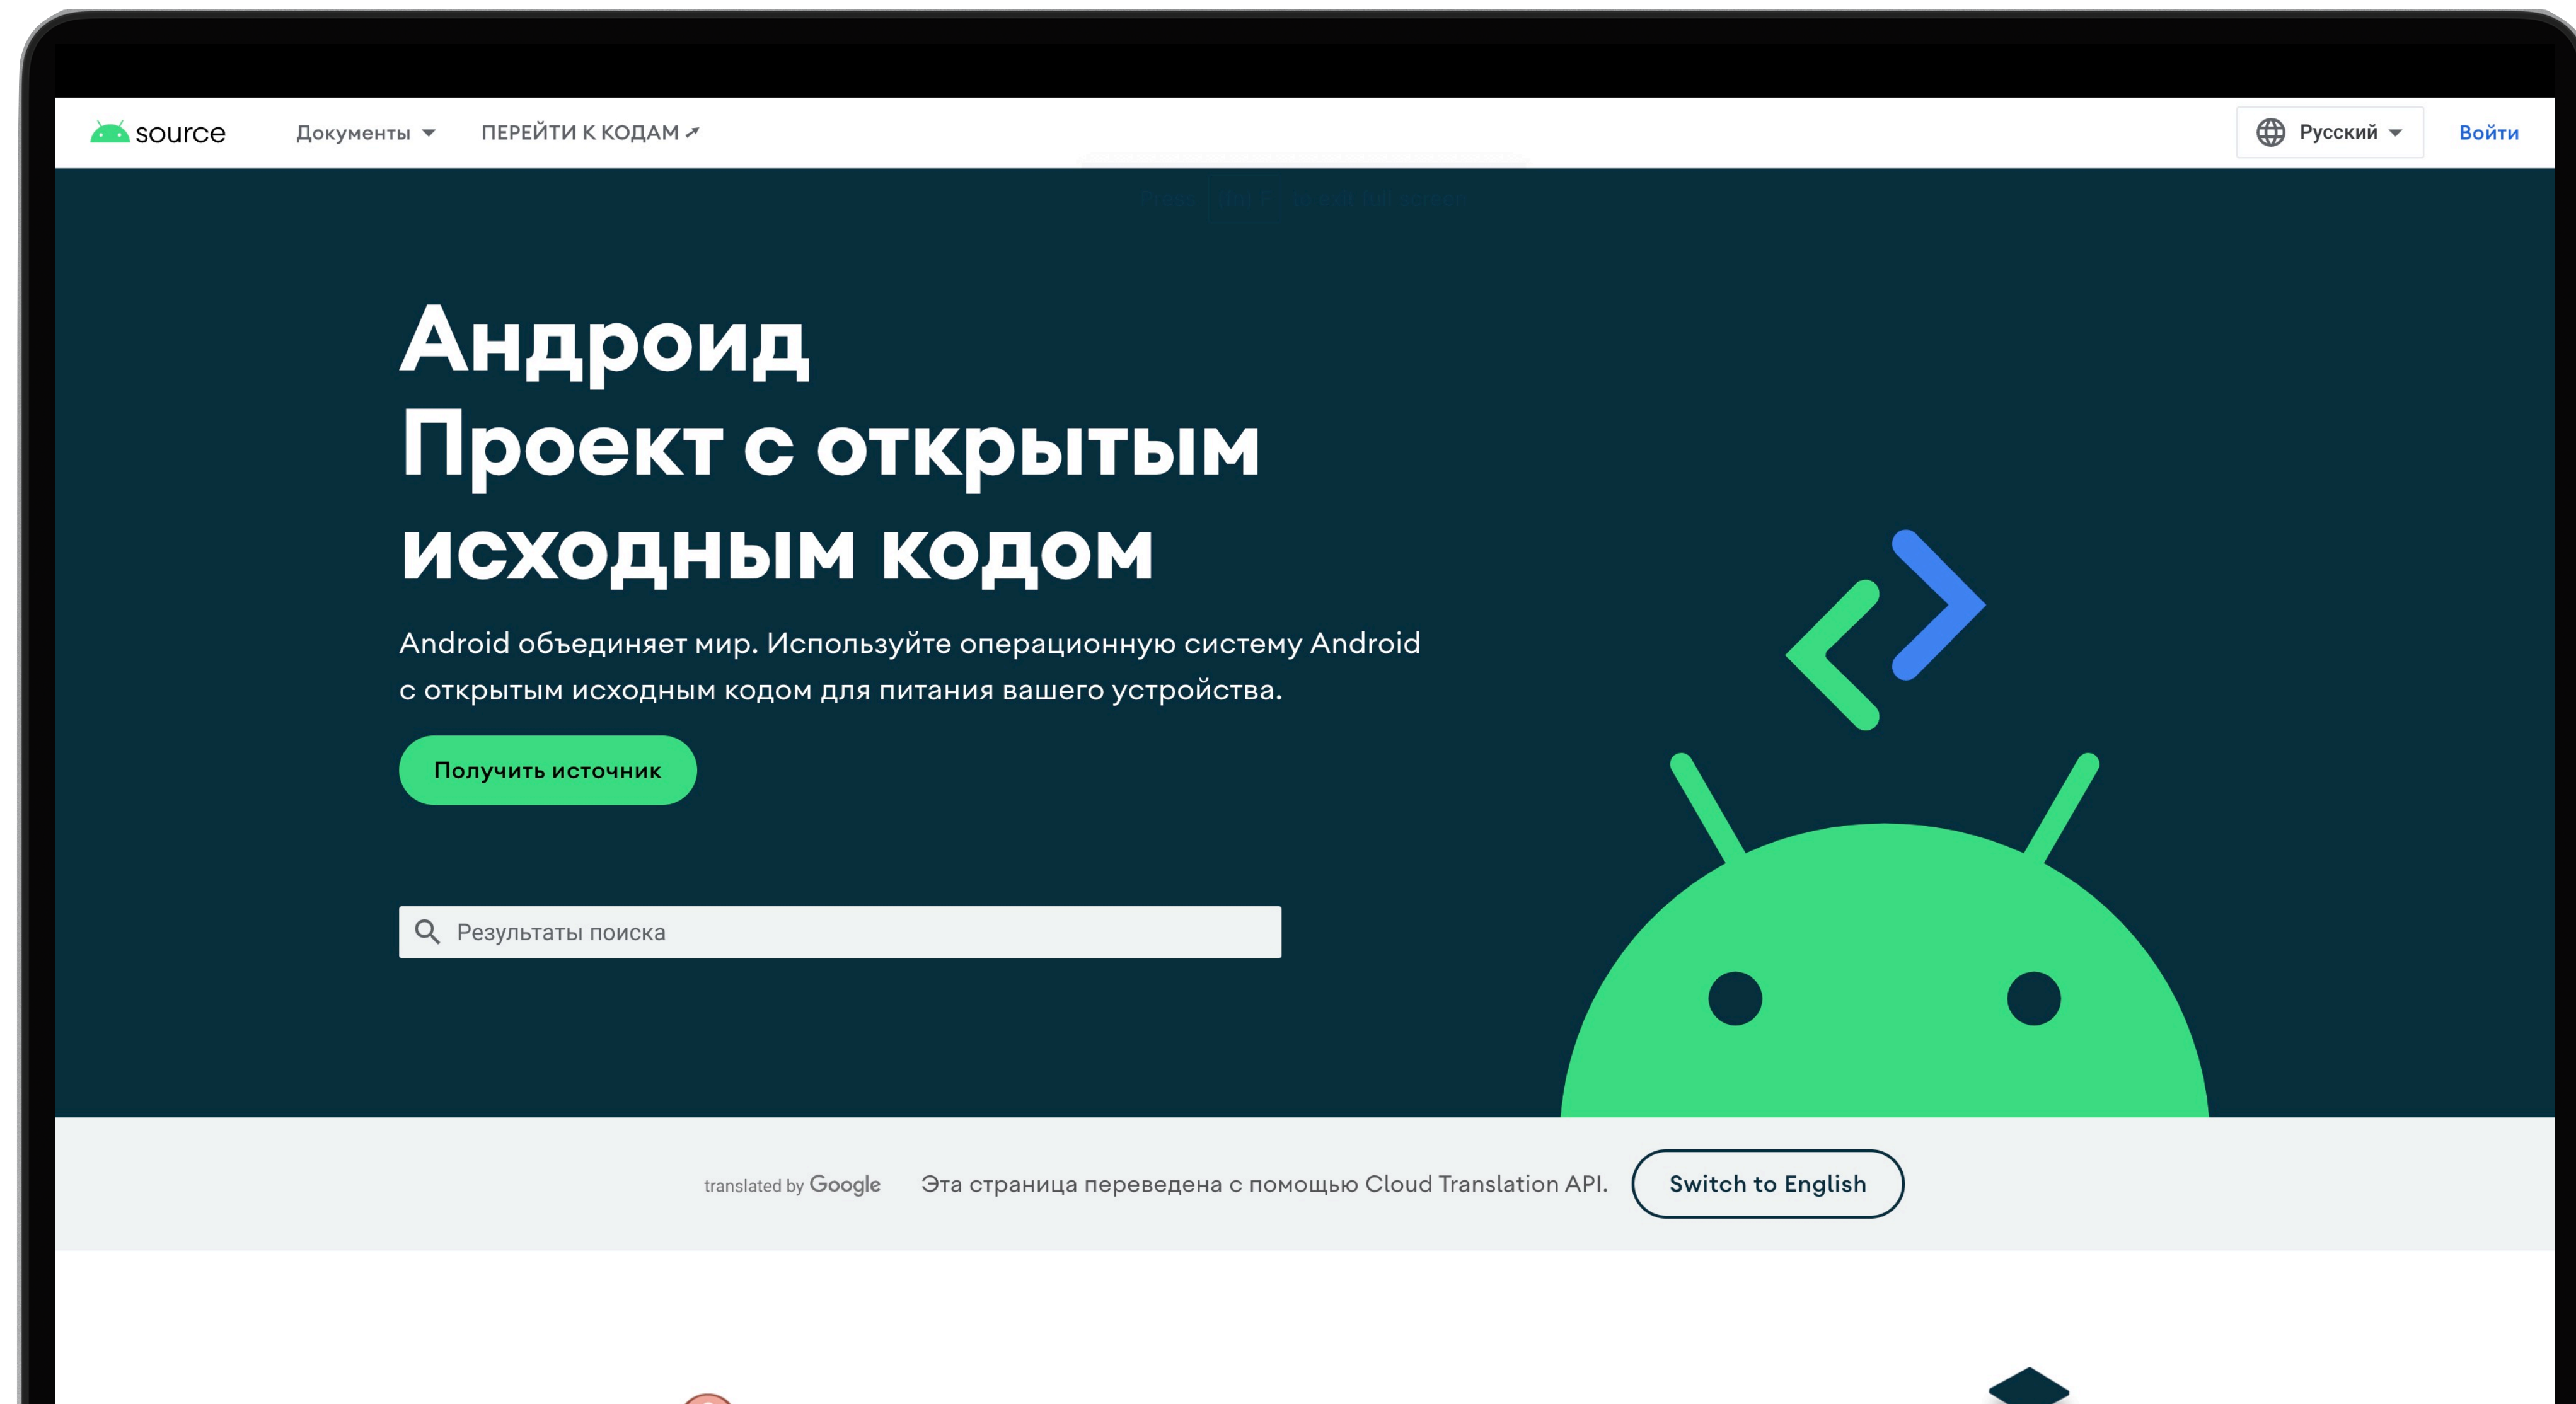 source
Документы
ПЕРЕЙТИ К КОДАМ
Русский
Войти
Андроид
Проект с открытым
исходным кодом
Android объединяет мир. Используйте операционную систему Android
с открытым исходным кодом для питания вашего устройства.
Получить источник
Результаты поиска
translated by Google
Эта страница переведена с помощью Cloud Translation API.
Switch to English